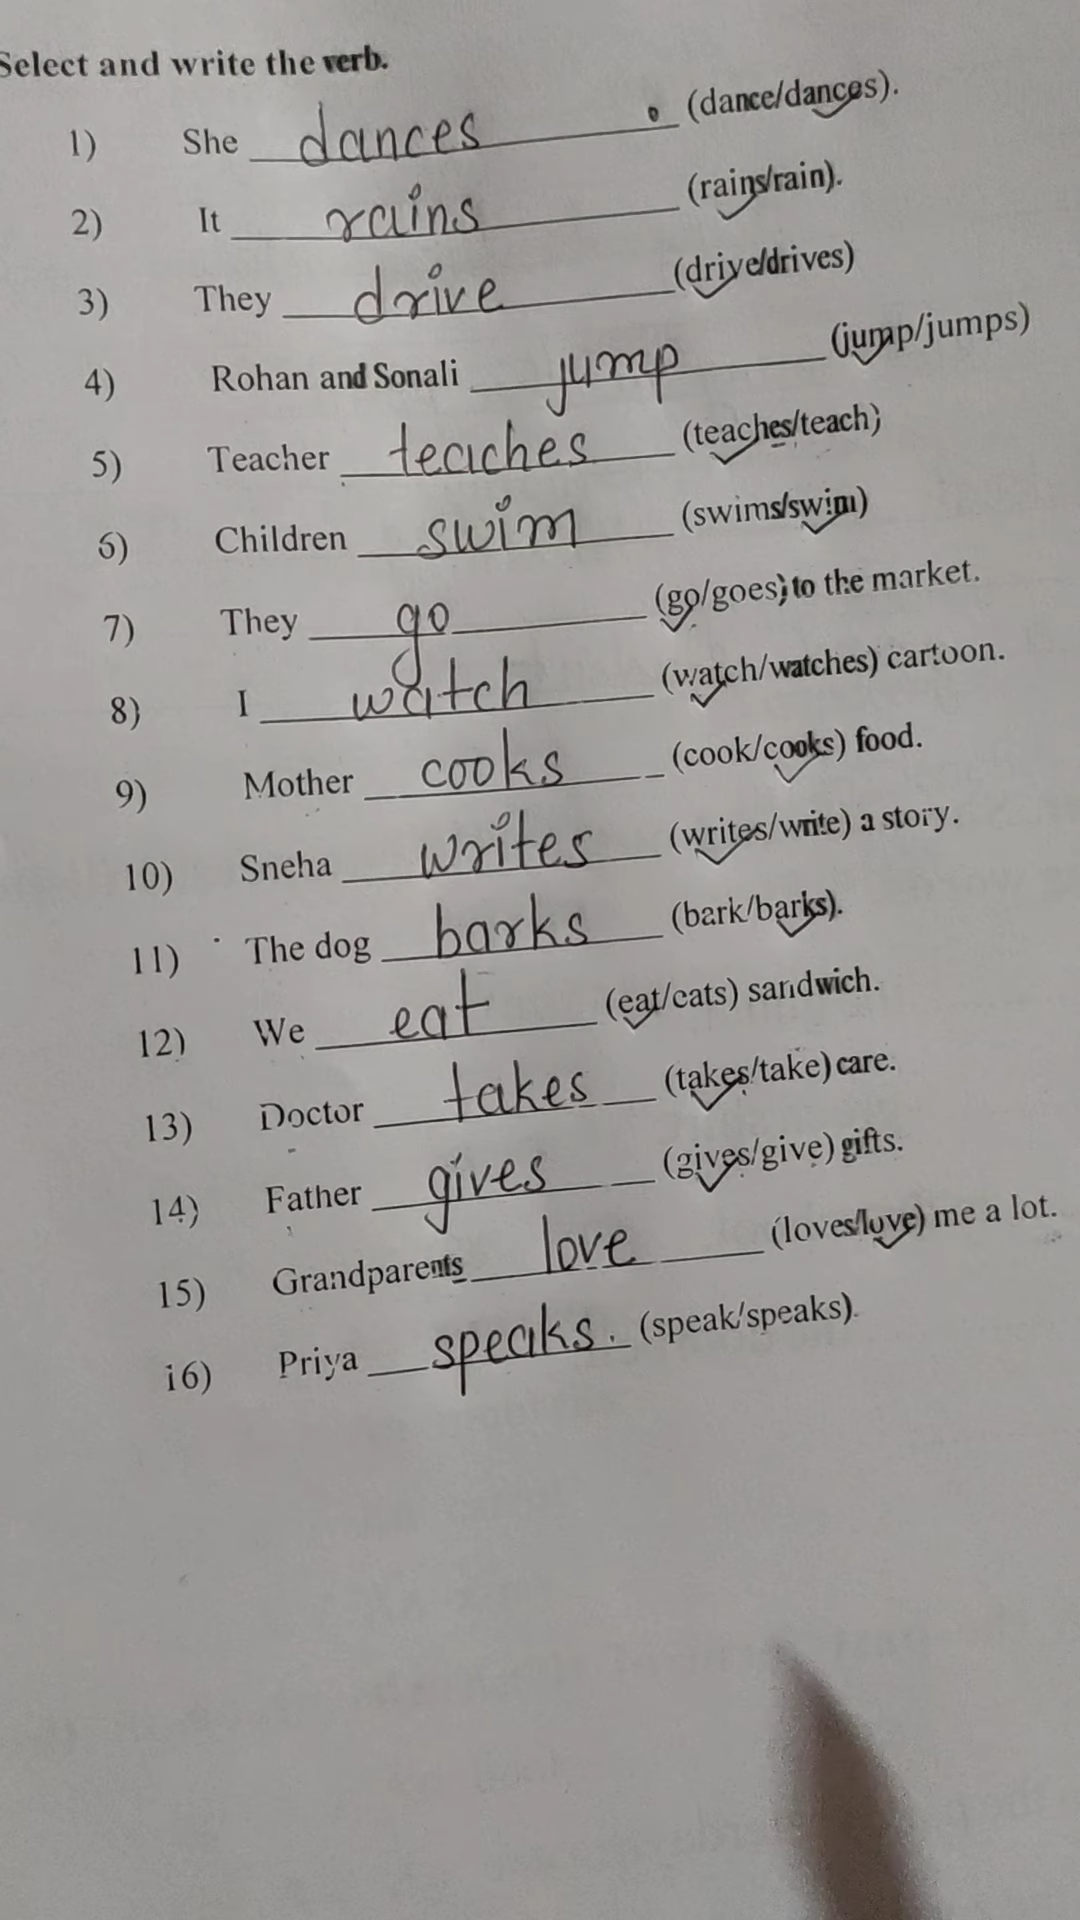 Select and write the verb.
1) She dances . (dance/dances).
2) It rains (rains/rain).
3) They drive (drive/drives)
4) Rohan and Sonali jump (jump/jumps)
5) Teacher teaches (teaches/teach)
6) Children swim (swims/swim)
7) They go (go/goes) to the market.
8) I watch (watch/watches) cartoon.
9) Mother cooks (cook/cooks) food.
10) Sneha writes (writes/write) a story.
11) The dog barks (bark/barks).
12) We eat (eat/eats) sandwich.
13) Doctor takes (takes/take) care.
14) Father gives (gives/give) gifts.
15) Grandparents love (loves/love) me a lot.
16) Priya speaks. (speak/speaks).